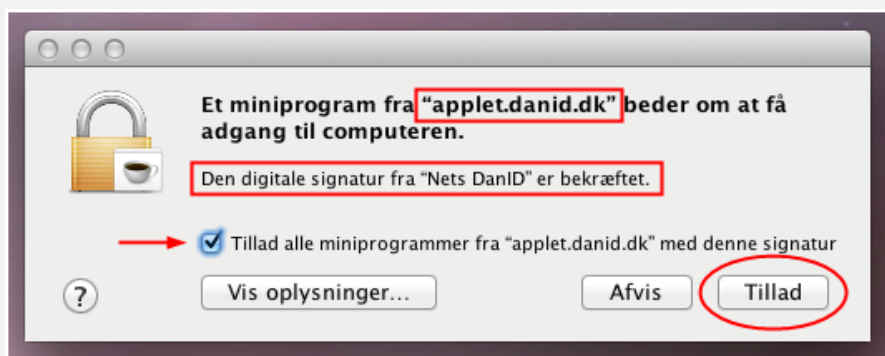 Et miniprogram fra “applet.danid.dk” beder om at få
adgang til computeren.
Den digitale signatur fra “Nets DanID” er bekræftet.
Tillad alle miniprogrammer fra “applet.danid.dk” med denne signatur
?
Vis oplysninger...
Afvis
Tillad